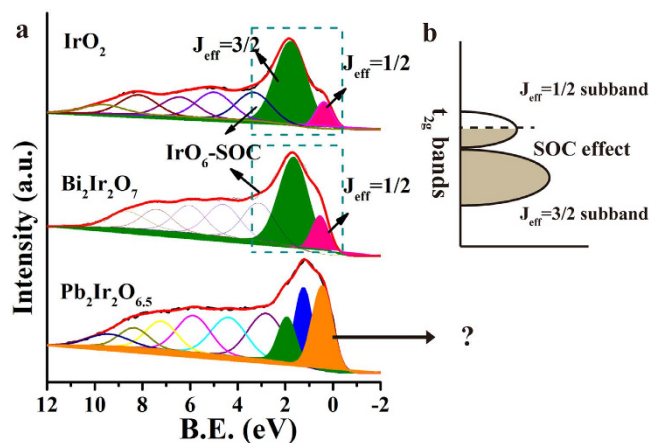 a
IrO2
Jeff=3/2
Jeff=1/2
IrO6-SOC
Bi2Ir2O7
Jeff=1/2
Pb2Ir2O6.5
?
Intensity (a.u.)
12 10 8 6 4 2 0 -2
B.E. (eV)
b
t2g bands
Jeff=1/2 subband
SOC effect
Jeff=3/2 subband